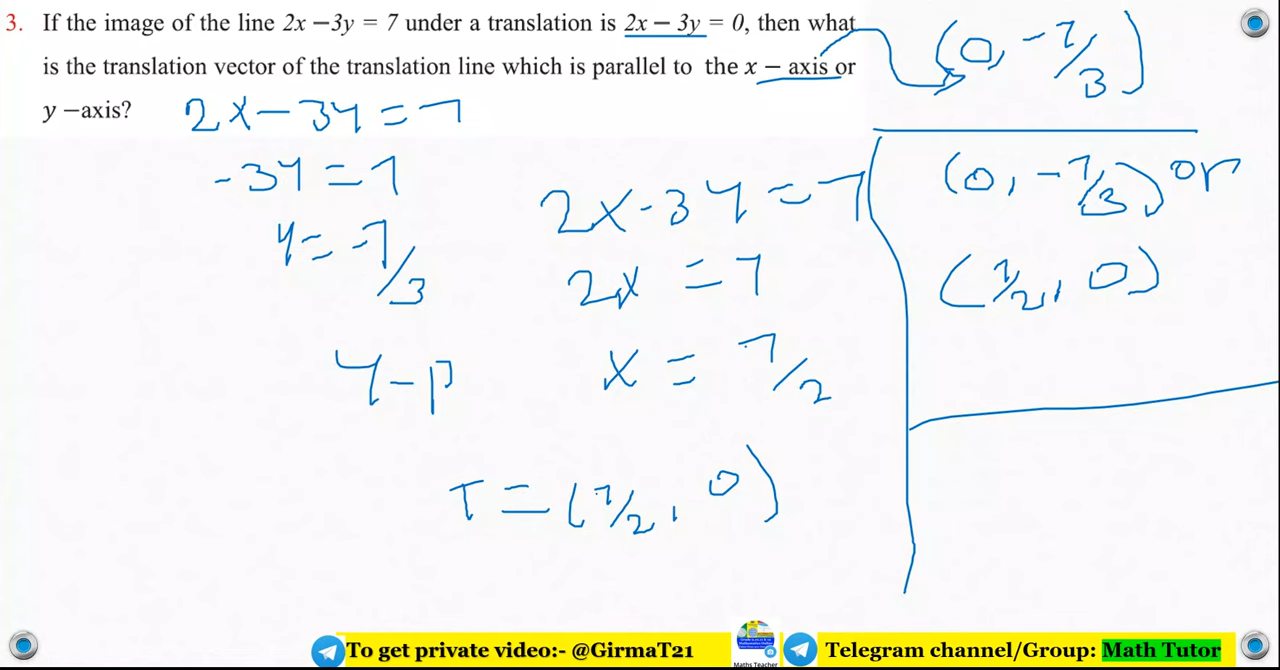 3. If the image of the line 2x − 3y = 7 under a translation is 2x − 3y = 0, then what
is the translation vector of the translation line which is parallel to the x − axis or
y −axis?
2x − 3y = 7
-3y = 7
y = -7/3
y - p
2x - 3y = 7
2x = 7
x = 7/2
T = (7/2, 0)
(0, -7/3)
(0, -7/3) or
(7/2, 0)
To get private video:- @GirmaT21
Maths Teacher
Telegram channel/Group: Math Tutor